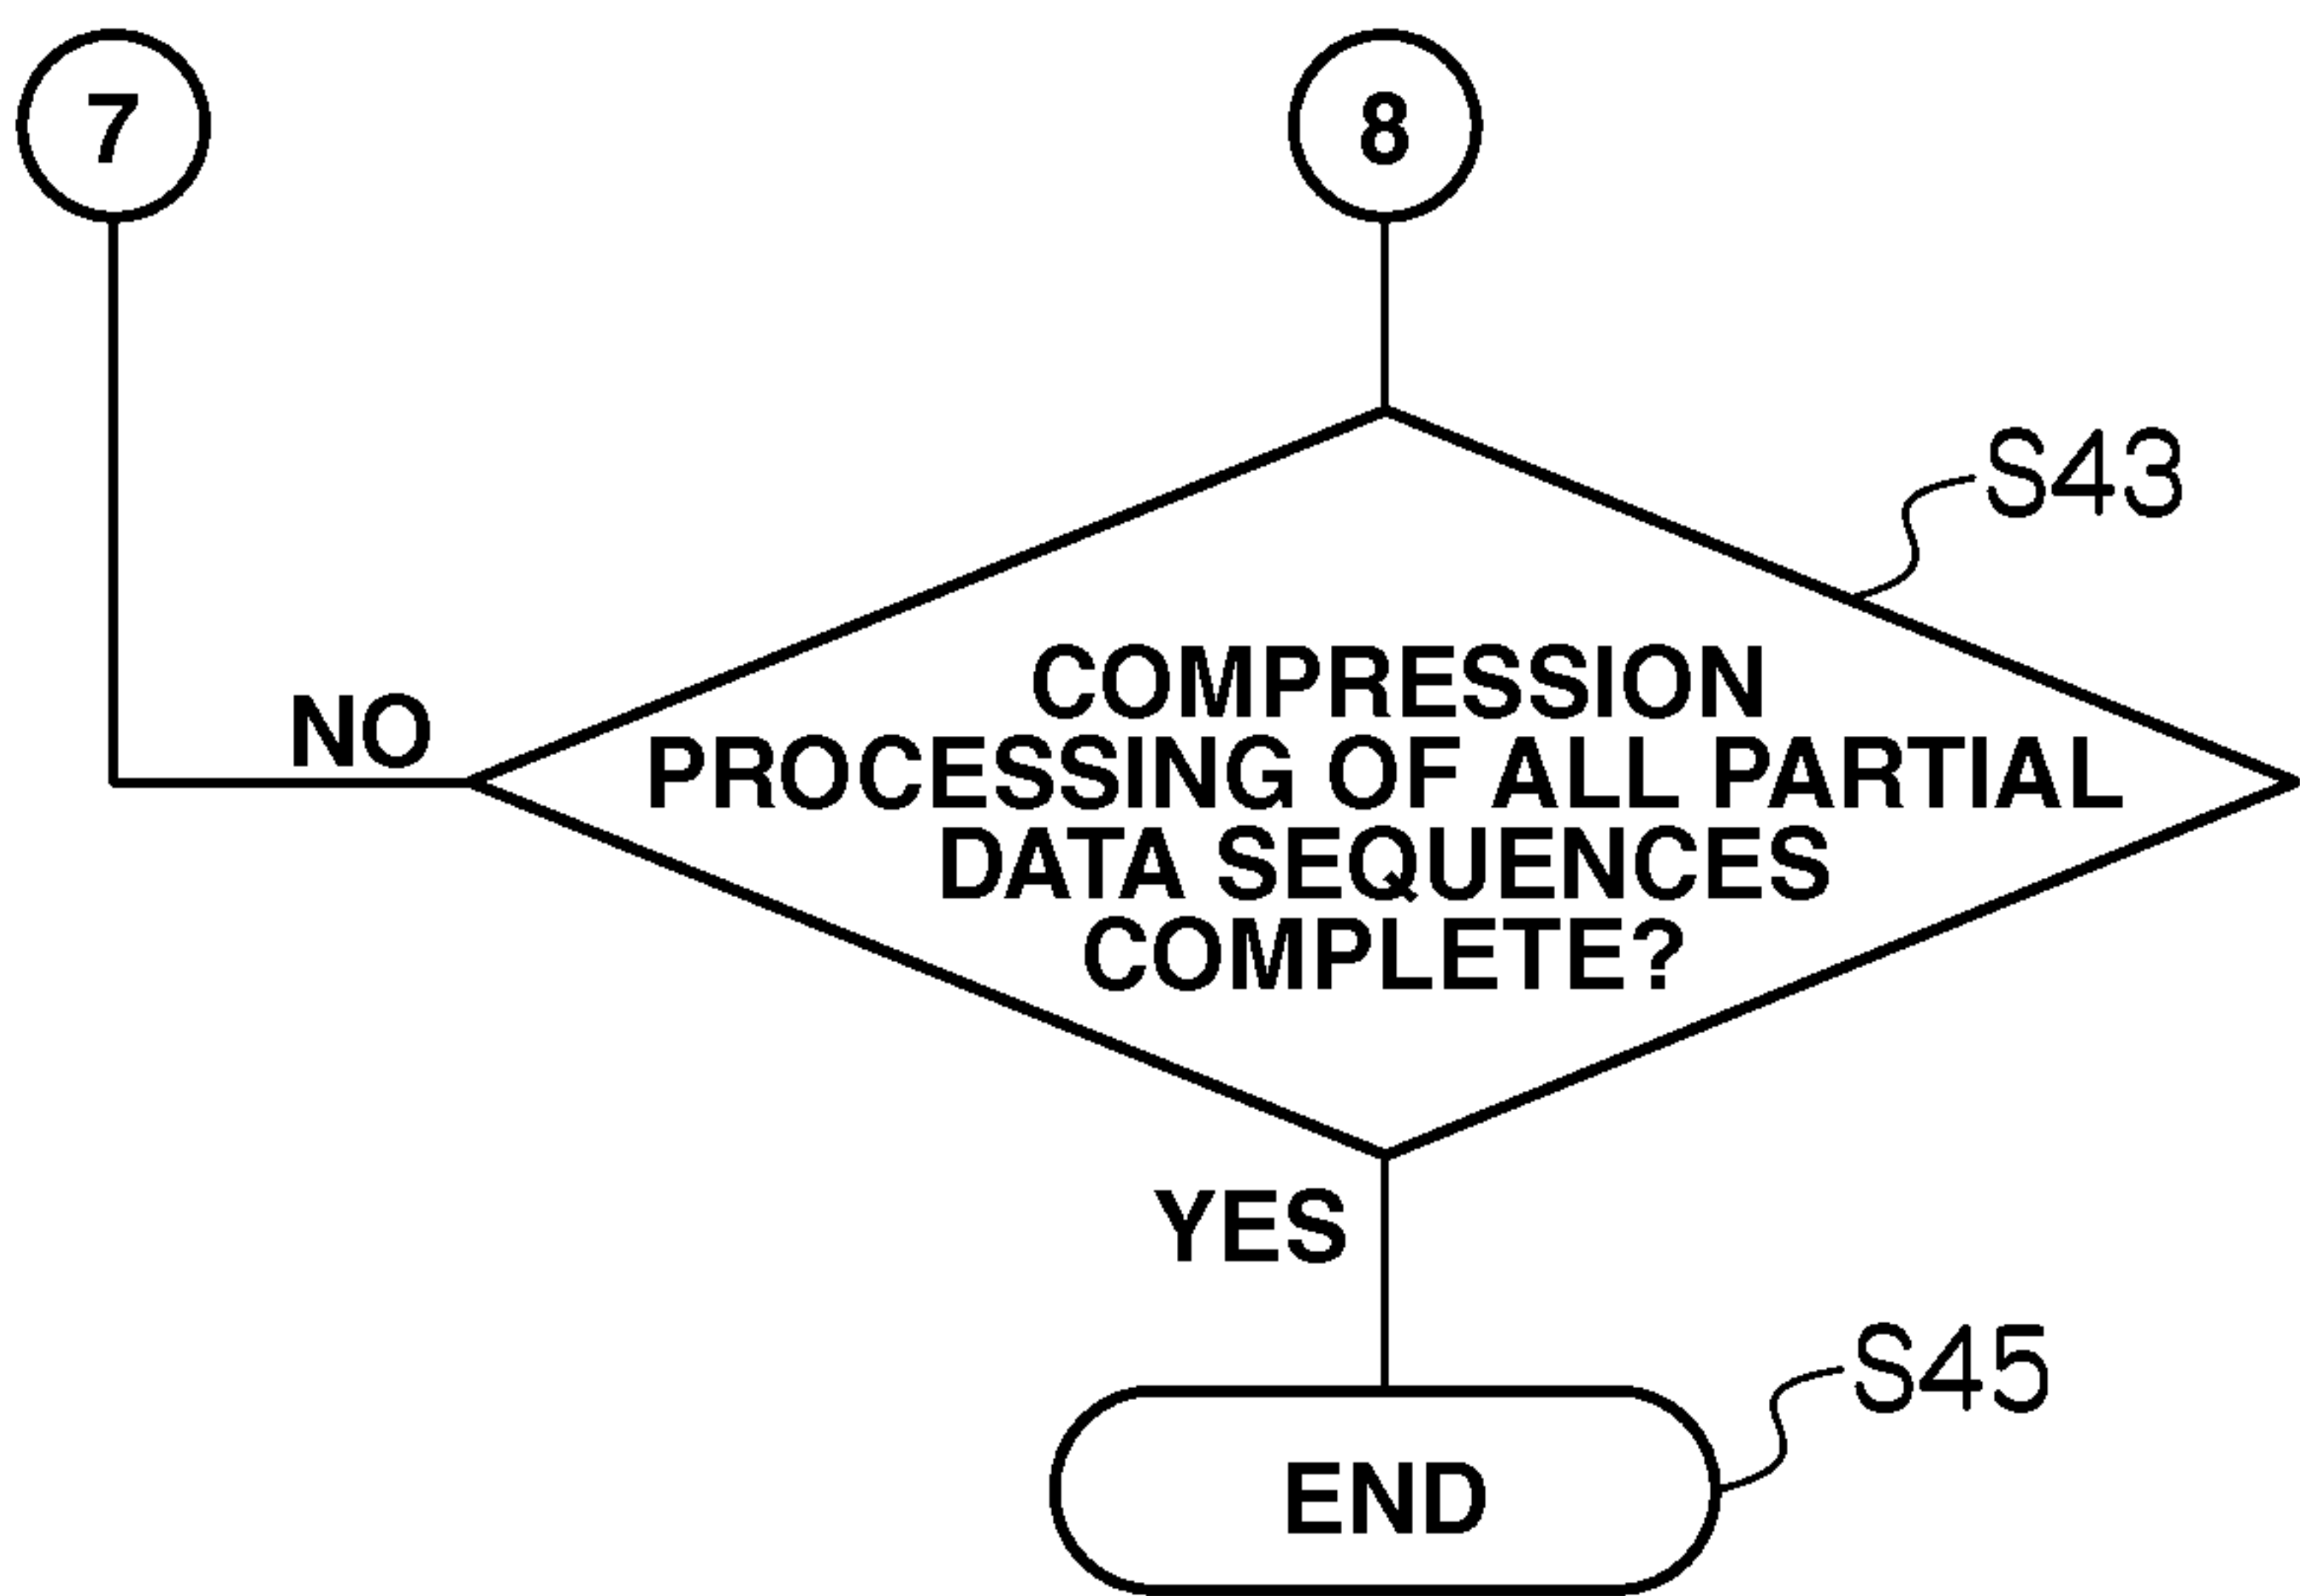 7
8
S43
COMPRESSION
PROCESSING OF ALL PARTIAL
DATA SEQUENCES
COMPLETE?
NO
YES
S45
END